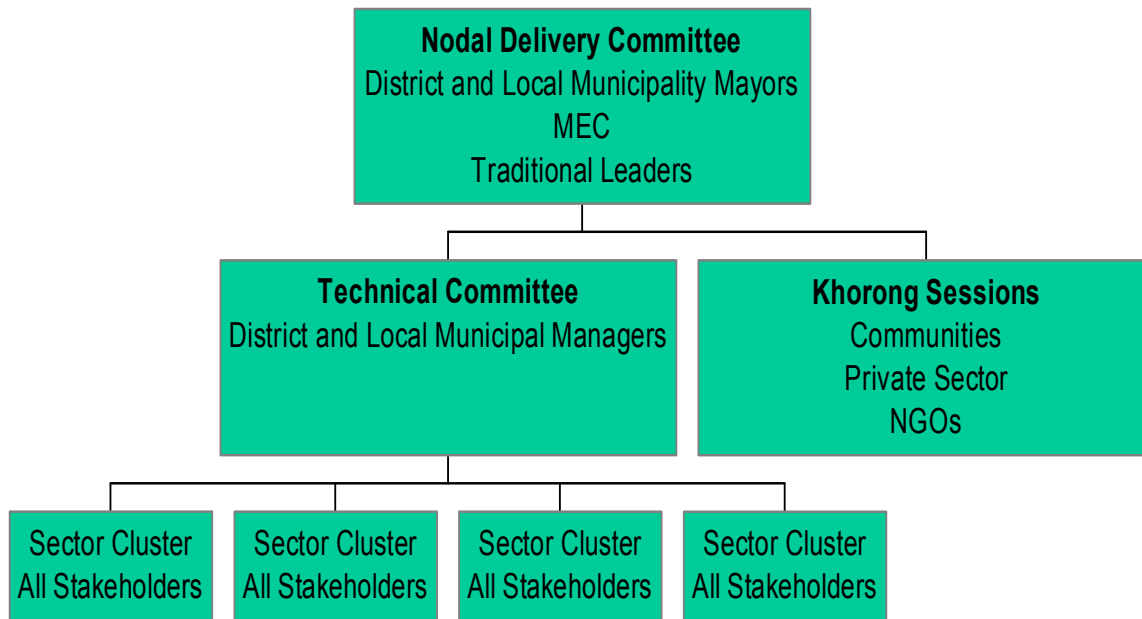 Nodal Delivery Committee
District and Local Municipality Mayors
MEC
Traditional Leaders
Technical Committee
District and Local Municipal Managers
Khorong Sessions
Communities
Private Sector
NGOs
Sector Cluster
All Stakeholders
Sector Cluster
All Stakeholders
Sector Cluster
All Stakeholders
Sector Cluster
All Stakeholders